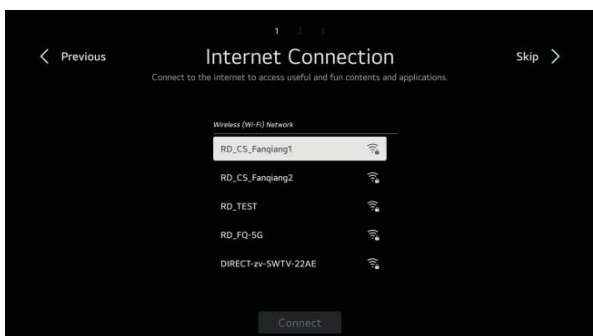 1 2 3
Previous
Internet Connection
Skip
Connect to the internet to access useful and fun contents and applications.
Wireless (Wi-Fi) Network
RD_CS_Fanqiang1
RD_CS_Fanqiang2
RD_TEST
RD_FQ-5G
DIRECT-zv-SWTV-22AE
Connect